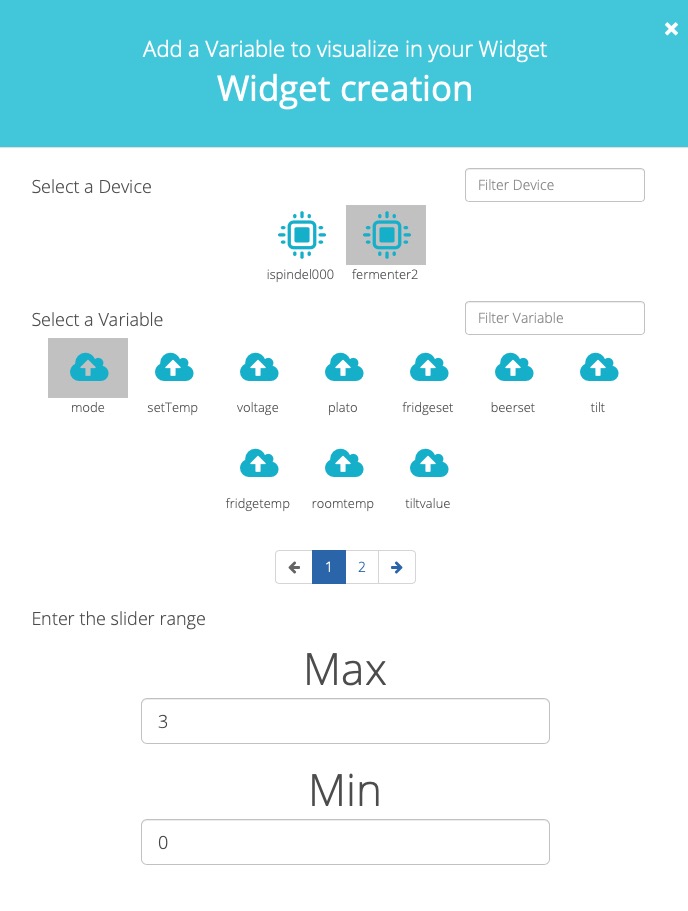 Add a Variable to visualize in your Widget
Widget creation
Select a Device
Filter Device
ispindel000 fermenter2
Select a Variable
Filter Variable
mode setTemp voltage plato fridgeset beerset tilt
fridgetemp roomtemp tiltvalue
1 2
Enter the slider range
Max
3
Min
0